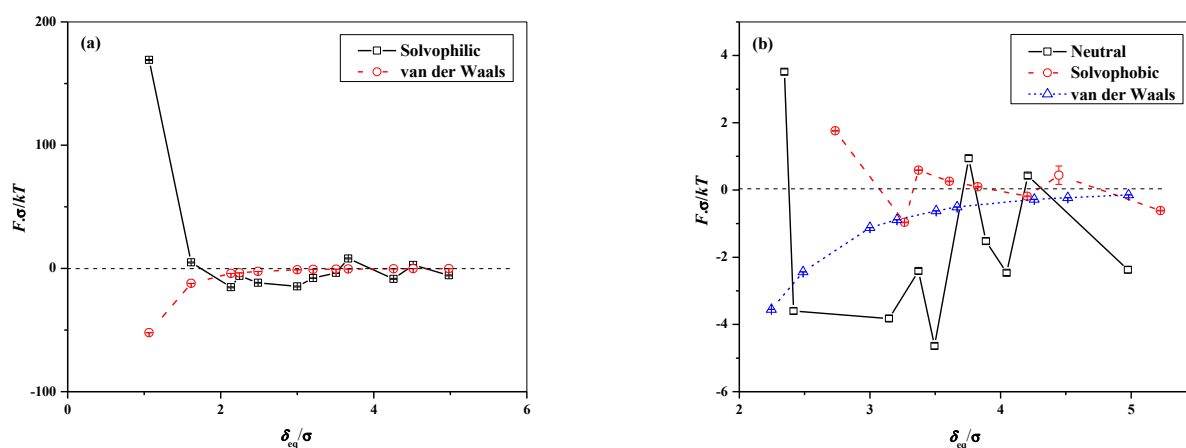 (a)
Solvophilic
van der Waals
200
100
0
-100
F.σ/kT
0 2 4 6
δeq/σ
(b)
Neutral
Solvophobic
van der Waals
4
2
0
-2
-4
-6
F.σ/kT
2 3 4 5
δeq/σ